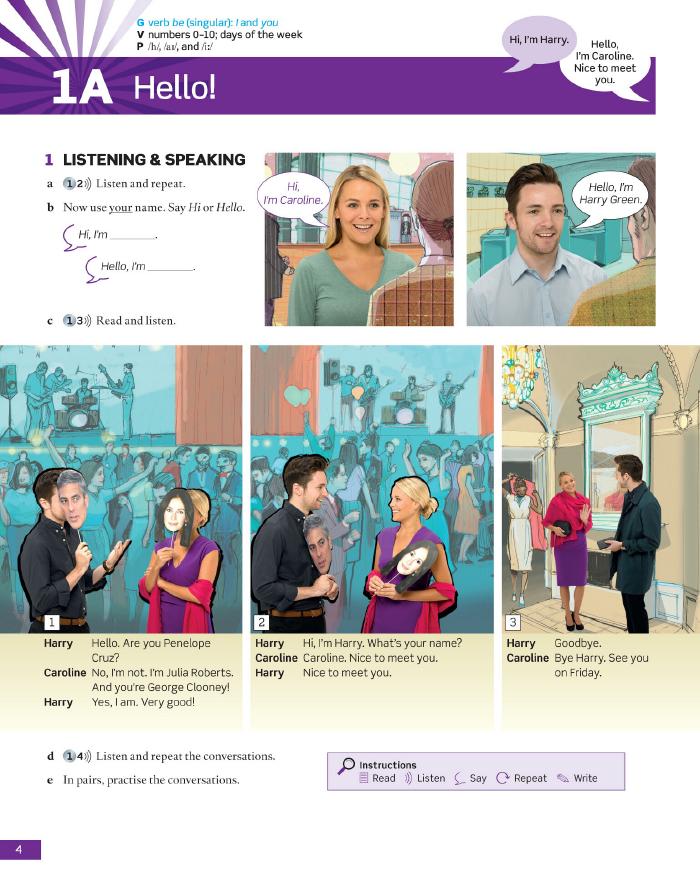 G verb be (singular): I and you
V numbers 0–10; days of the week
P /h/, /aɪ/, and /iː/
Hi, I'm Harry.
Hello,
I'm Caroline.
Nice to meet
you.
1A Hello!
1 LISTENING & SPEAKING
a 1 2))) Listen and repeat.
b Now use your name. Say Hi or Hello.
Hi, I'm ________.
Hello, I'm ________.
Hi,
I'm Caroline.
Hello, I'm
Harry Green.
c 1 3))) Read and listen.
1
Harry Hello. Are you Penelope
Cruz?
Caroline No, I'm not. I'm Julia Roberts.
And you're George Clooney!
Harry Yes, I am. Very good!
2
Harry Hi, I'm Harry. What's your name?
Caroline Caroline. Nice to meet you.
Harry Nice to meet you.
3
Harry Goodbye.
Caroline Bye Harry. See you
on Friday.
d 1 4))) Listen and repeat the conversations.
e In pairs, practise the conversations.
Instructions
Read Listen Say Repeat Write
4